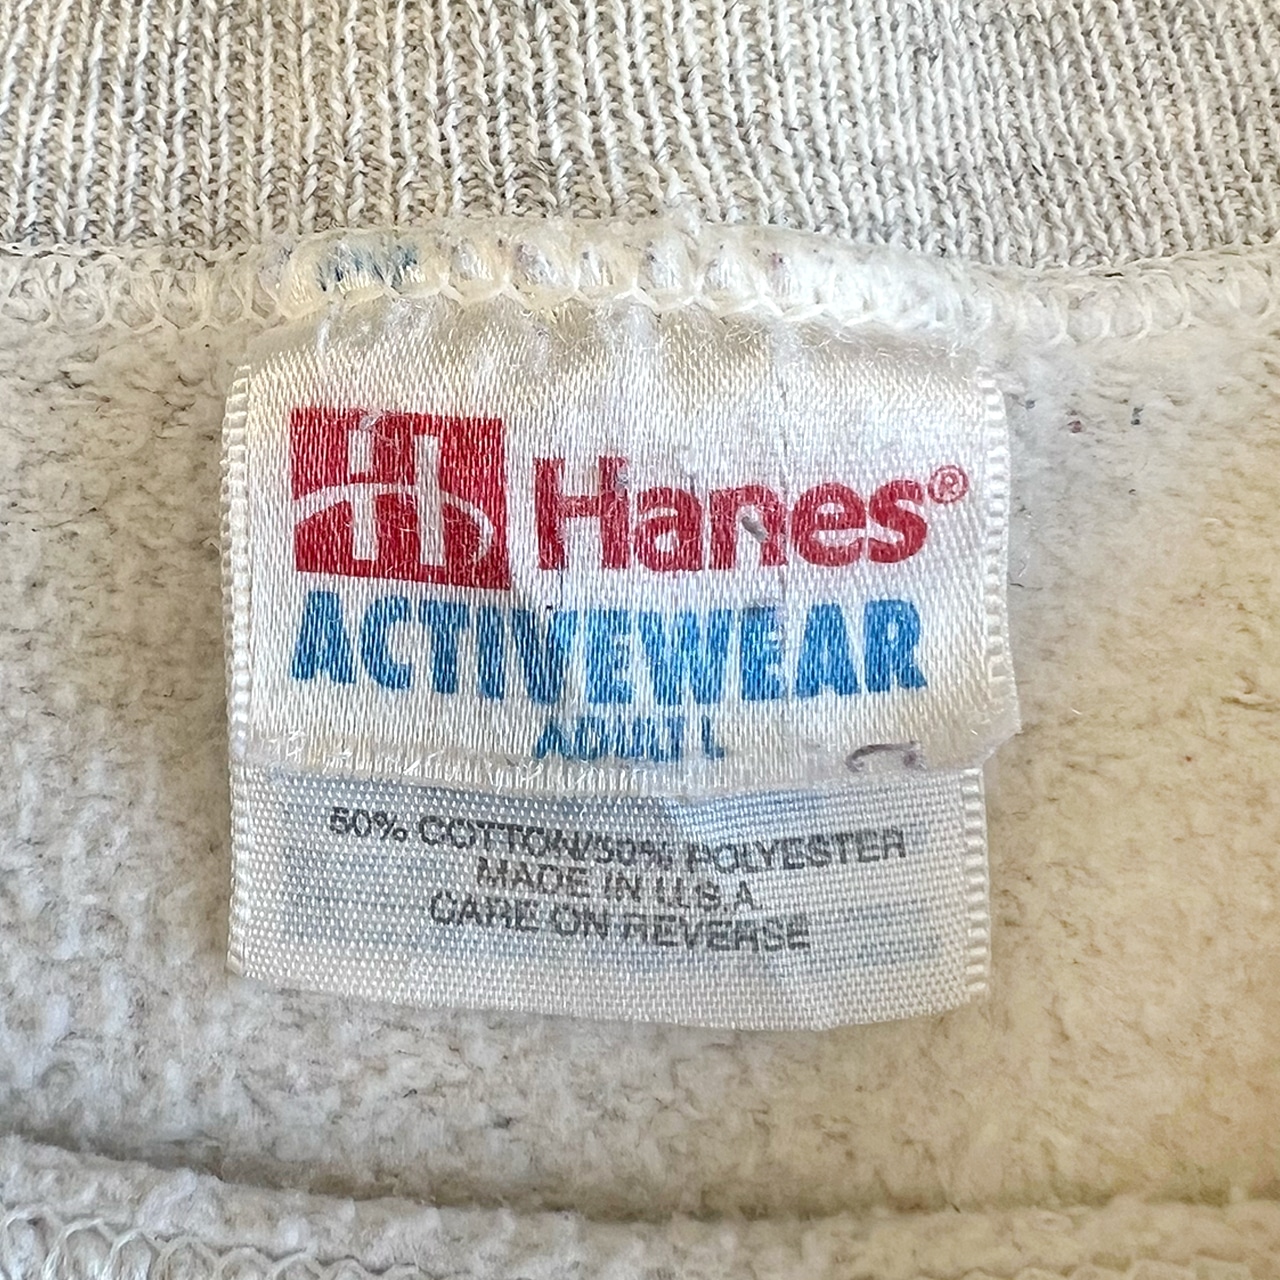 Hanes®
ACTIVEWEAR
ADULT L
50% COTTON/50% POLYESTER
MADE IN U.S.A
CARE ON REVERSE